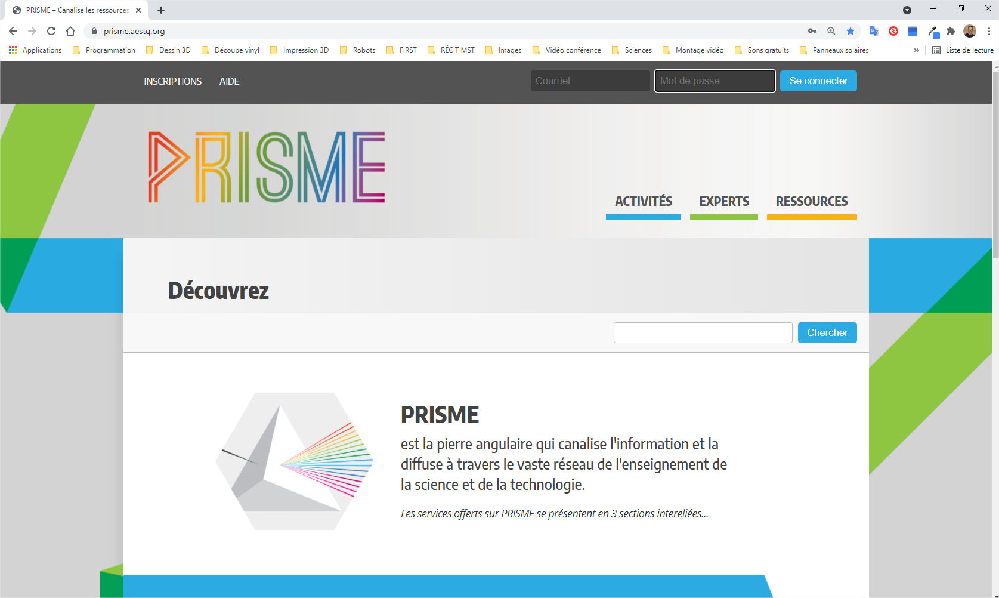 PRISME – Canalise les ressources
prisme.aestq.org
Applications Programmation Dessin 3D Découpe vinyl Impression 3D Robots FIRST RÉCIT MST Images Vidéo conférence Sciences Montage vidéo Sons gratuits Panneaux solaires » Liste de lecture
INSCRIPTIONS AIDE Courriel Mot de passe Se connecter
PRISME
ACTIVITÉS EXPERTS RESSOURCES
Découvrez
Chercher
PRISME
est la pierre angulaire qui canalise l'information et la
diffuse à travers le vaste réseau de l'enseignement de
la science et de la technologie.
Les services offerts sur PRISME se présentent en 3 sections intereliées...